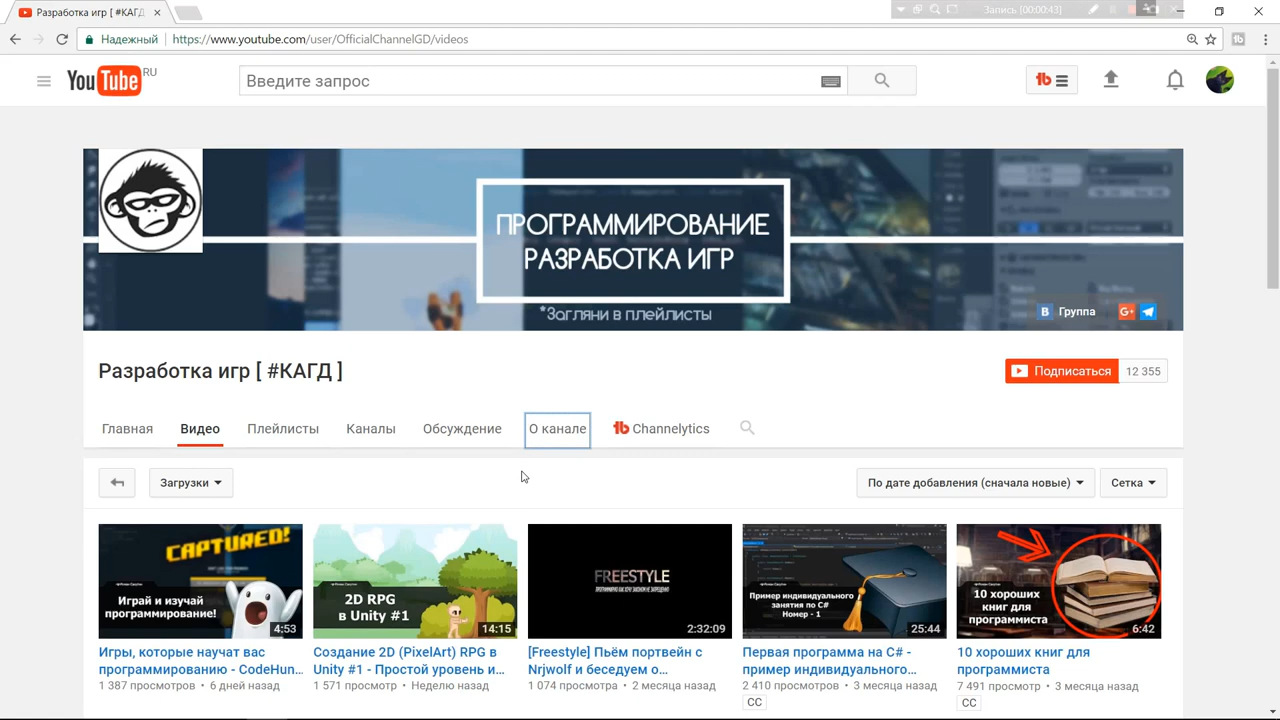 Разработка игр [ #КАГД
Запись [00:00:43]
Надежный
https://www.youtube.com/user/OfficialChannelGD/videos
YouTube RU
Введите запрос
ПРОГРАММИРОВАНИЕ
РАЗРАБОТКА ИГР
*Загляни в плейлисты
Группа
Разработка игр [ #КАГД ]
Подписаться 12 355
Главная Видео Плейлисты Каналы Обсуждение О канале Channelytics
Загрузки
По дате добавления (сначала новые) Сетка
CAPTURED!
Играй и изучай
программирование!
4:53
2D RPG
в Unity #1
14:15
FREESTYLE
2:32:09
Пример индивидуального
занятия по C#
Номер - 1
25:44
10 хороших
книг для
программиста
6:42
Игры, которые научат вас
программированию - CodeHun...
1 387 просмотров • 6 дней назад
Создание 2D (PixelArt) RPG в
Unity #1 - Простой уровень и...
1 571 просмотр • Неделю назад
[Freestyle] Пьём портвейн с
Nrjwolf и беседуем о...
1 074 просмотра • 2 месяца назад
Первая программа на C# -
пример индивидуального...
2 410 просмотров • 3 месяца назад
CC
10 хороших книг для
программиста
7 491 просмотр • 3 месяца назад
CC